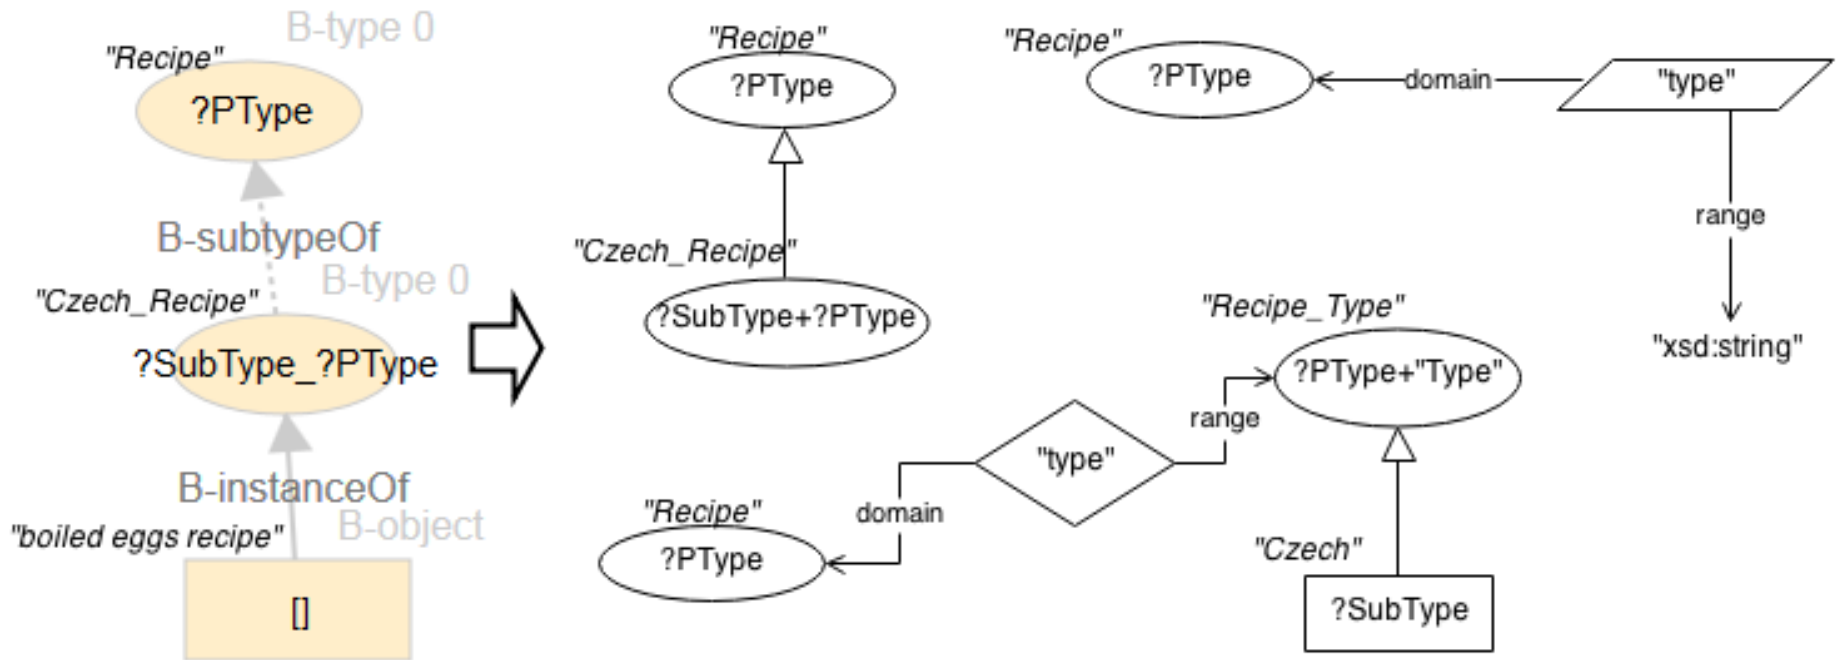 B-type 0
"Recipe"
?PType
B-subtypeOf
B-type 0
"Czech_Recipe"
?SubType_?PType
B-instanceOf
B-object
"boiled eggs recipe"
[]
"Recipe"
?PType
"Czech_Recipe"
?SubType+?PType
"Recipe"
?PType
domain
"type"
range
"xsd:string"
"Recipe_Type"
?PType+"Type"
range
"type"
domain
"Recipe"
?PType
"Czech"
?SubType